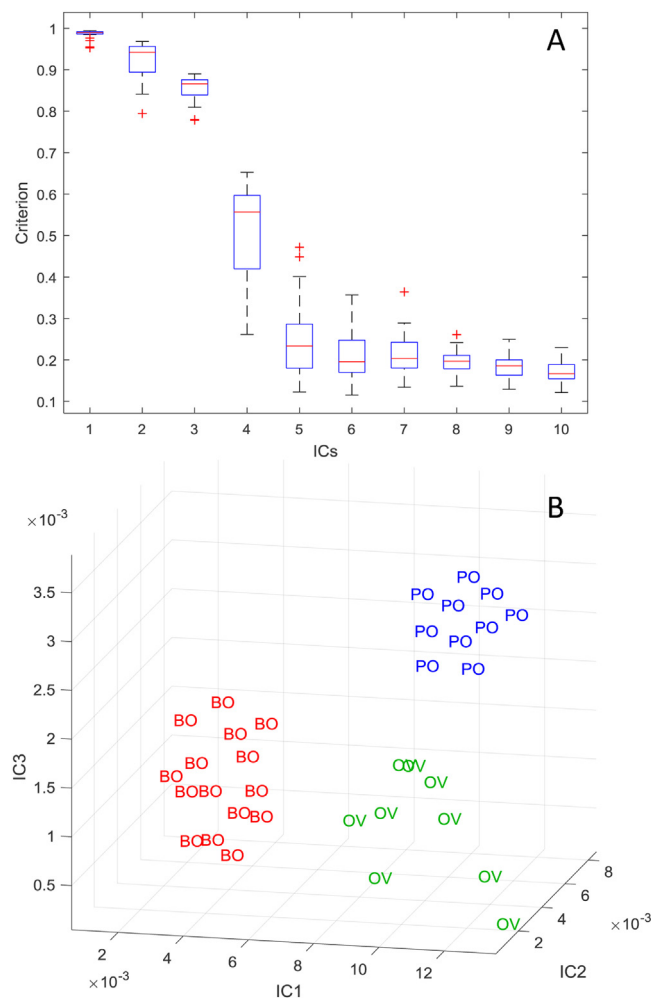 A
1
0.9
0.8
0.7
0.6
0.5
0.4
0.3
0.2
0.1
Criterion
1 2 3 4 5 6 7 8 9 10
ICs
B
×10-3
3.5
3
2.5
2
1.5
1
0.5
IC3
PO
PO PO
PO
PO
PO PO
PO
PO PO
BO
BO BO
BO
BO
BO
BO
BO BO BO
BO BO
BO BO
BO
OV OV
OV
OV OV OV
OV OV
OV
8
6
4
2
×10-3
IC2
2 4 6 8 10 12
×10-3
IC1